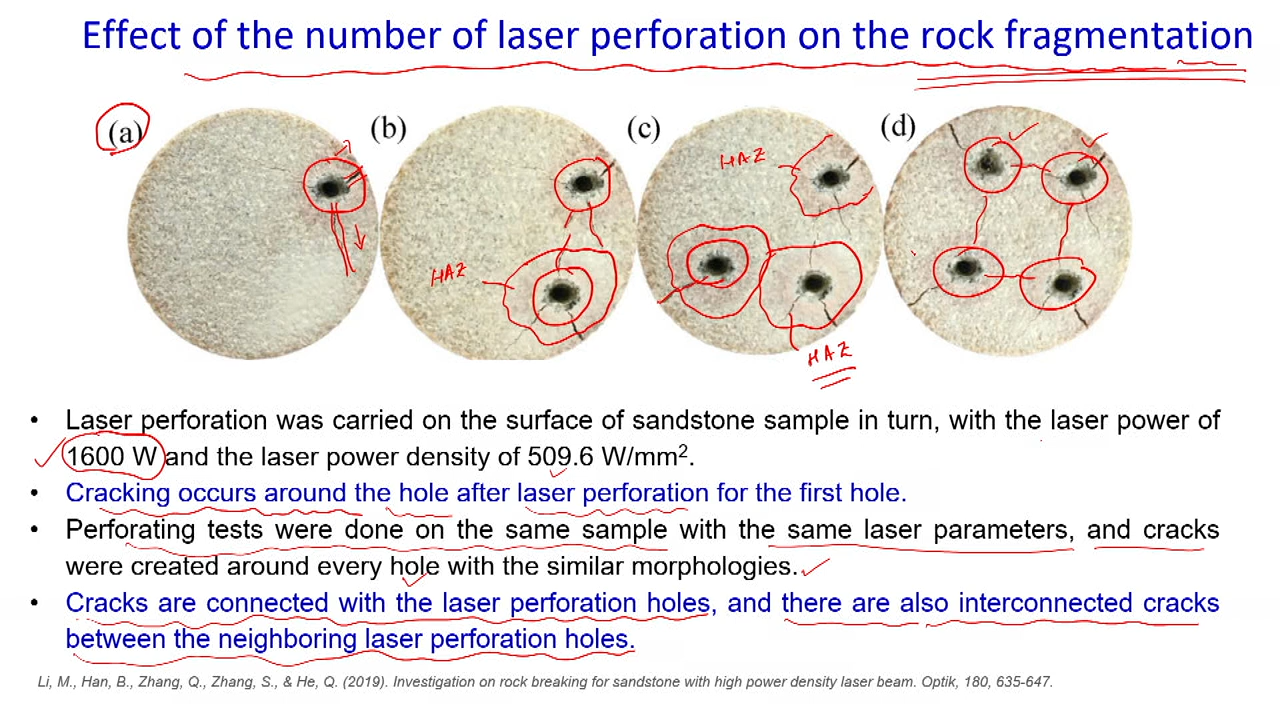 Effect of the number of laser perforation on the rock fragmentation
(a)
(b)
(c)
(d)
HAZ
HAZ
HAZ
• Laser perforation was carried on the surface of sandstone sample in turn, with the laser power of
1600 W and the laser power density of 509.6 W/mm².
• Cracking occurs around the hole after laser perforation for the first hole.
• Perforating tests were done on the same sample with the same laser parameters, and cracks
were created around every hole with the similar morphologies.
• Cracks are connected with the laser perforation holes, and there are also interconnected cracks
between the neighboring laser perforation holes.
Li, M., Han, B., Zhang, Q., Zhang, S., & He, Q. (2019). Investigation on rock breaking for sandstone with high power density laser beam. Optik, 180, 635-647.